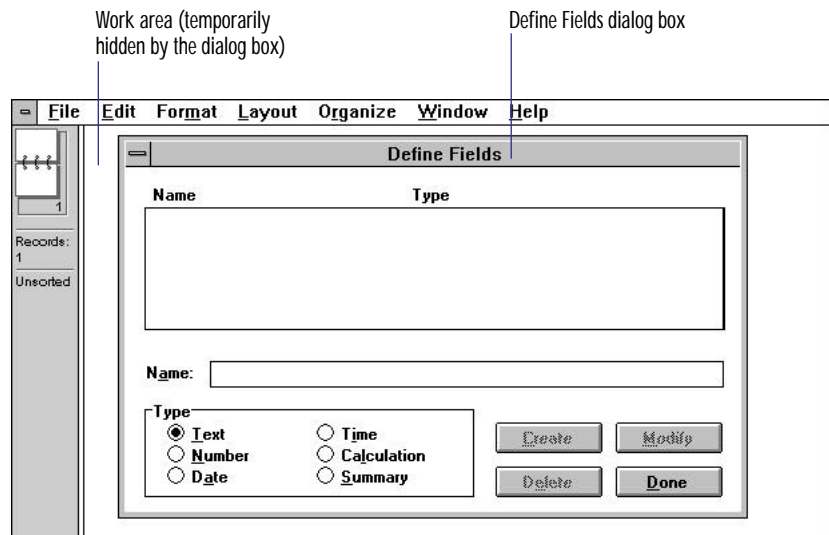 Work area (temporarily
hidden by the dialog box)
Define Fields dialog box
File Edit Format Layout Organize Window Help
Define Fields
1
Records:
1
Unsorted
Name Type
Name:
Type
Text
Number
Date
Time
Calculation
Summary
Create
Modify
Delete
Done